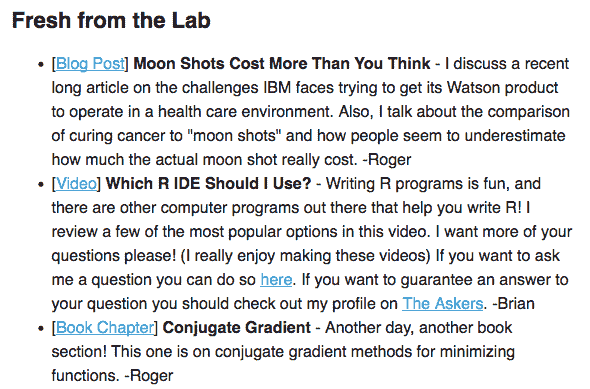 Fresh from the Lab
• [Blog Post] Moon Shots Cost More Than You Think - I discuss a recent
long article on the challenges IBM faces trying to get its Watson product
to operate in a health care environment. Also, I talk about the comparison
of curing cancer to "moon shots" and how people seem to underestimate
how much the actual moon shot really cost. -Roger
• [Video] Which R IDE Should I Use? - Writing R programs is fun, and
there are other computer programs out there that help you write R! I
review a few of the most popular options in this video. I want more of your
questions please! (I really enjoy making these videos) If you want to ask
me a question you can do so here. If you want to guarantee an answer to
your question you should check out my profile on The Askers. -Brian
• [Book Chapter] Conjugate Gradient - Another day, another book
section! This one is on conjugate gradient methods for minimizing
functions. -Roger